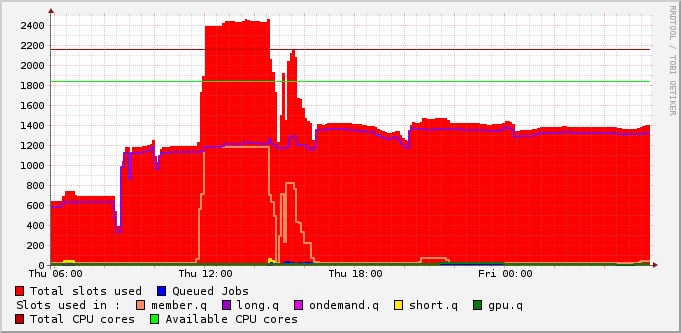 RRDTOOL / TOBI OETIKER
2400
2200
2000
1800
1600
1400
1200
1000
800
600
400
200
0
Thu 06:00 Thu 12:00 Thu 18:00 Fri 00:00
Total slots used Queued Jobs
Slots used in : member.q long.q ondemand.q short.q gpu.q
Total CPU cores Available CPU cores